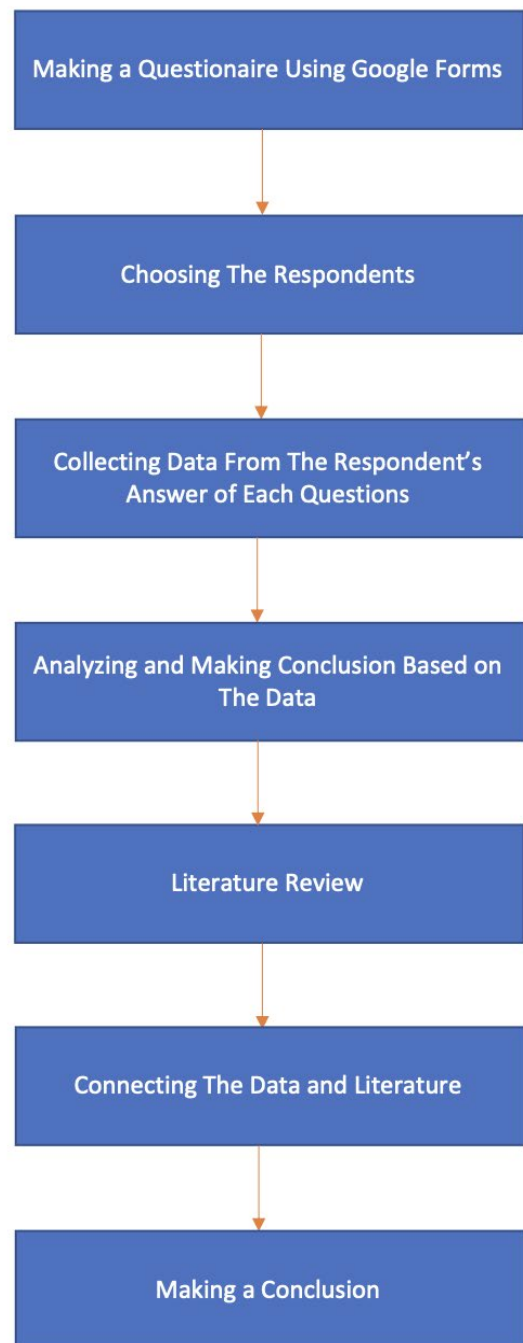 Making a Questionaire Using Google Forms
Choosing The Respondents
Collecting Data From The Respondent’s
Answer of Each Questions
Analyzing and Making Conclusion Based on
The Data
Literature Review
Connecting The Data and Literature
Making a Conclusion